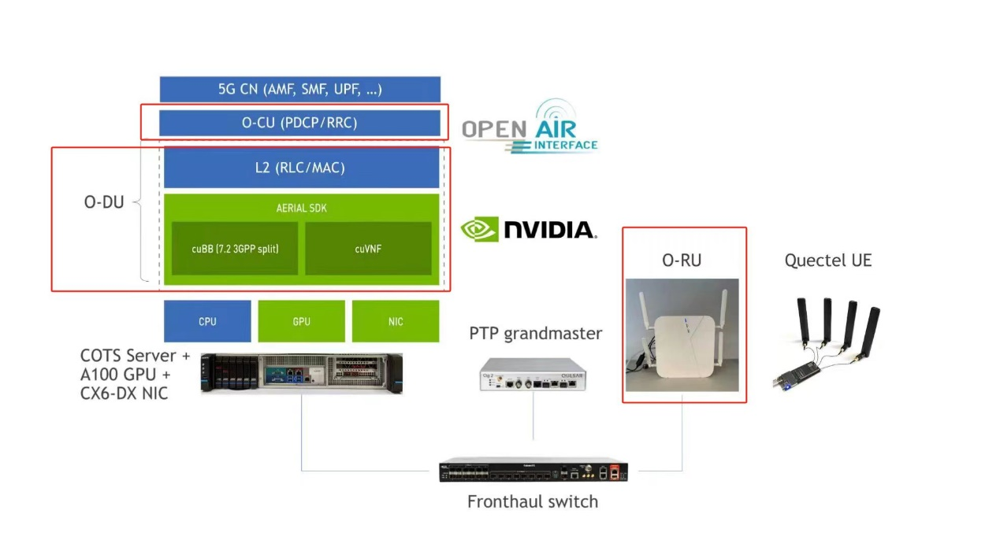 5G CN (AMF, SMF, UPF, ...)
O-CU (PDCP/RRC)
OPEN AIR
INTERFACE
L2 (RLC/MAC)
O-DU
AERIAL SDK
cuBB (7.2 3GPP split)
cuVNF
NVIDIA.
O-RU
Quectel UE
CPU
GPU
NIC
PTP grandmaster
COTS Server +
A100 GPU +
CX6-DX NIC
Qg 2
QULSAR
Fronthaul switch